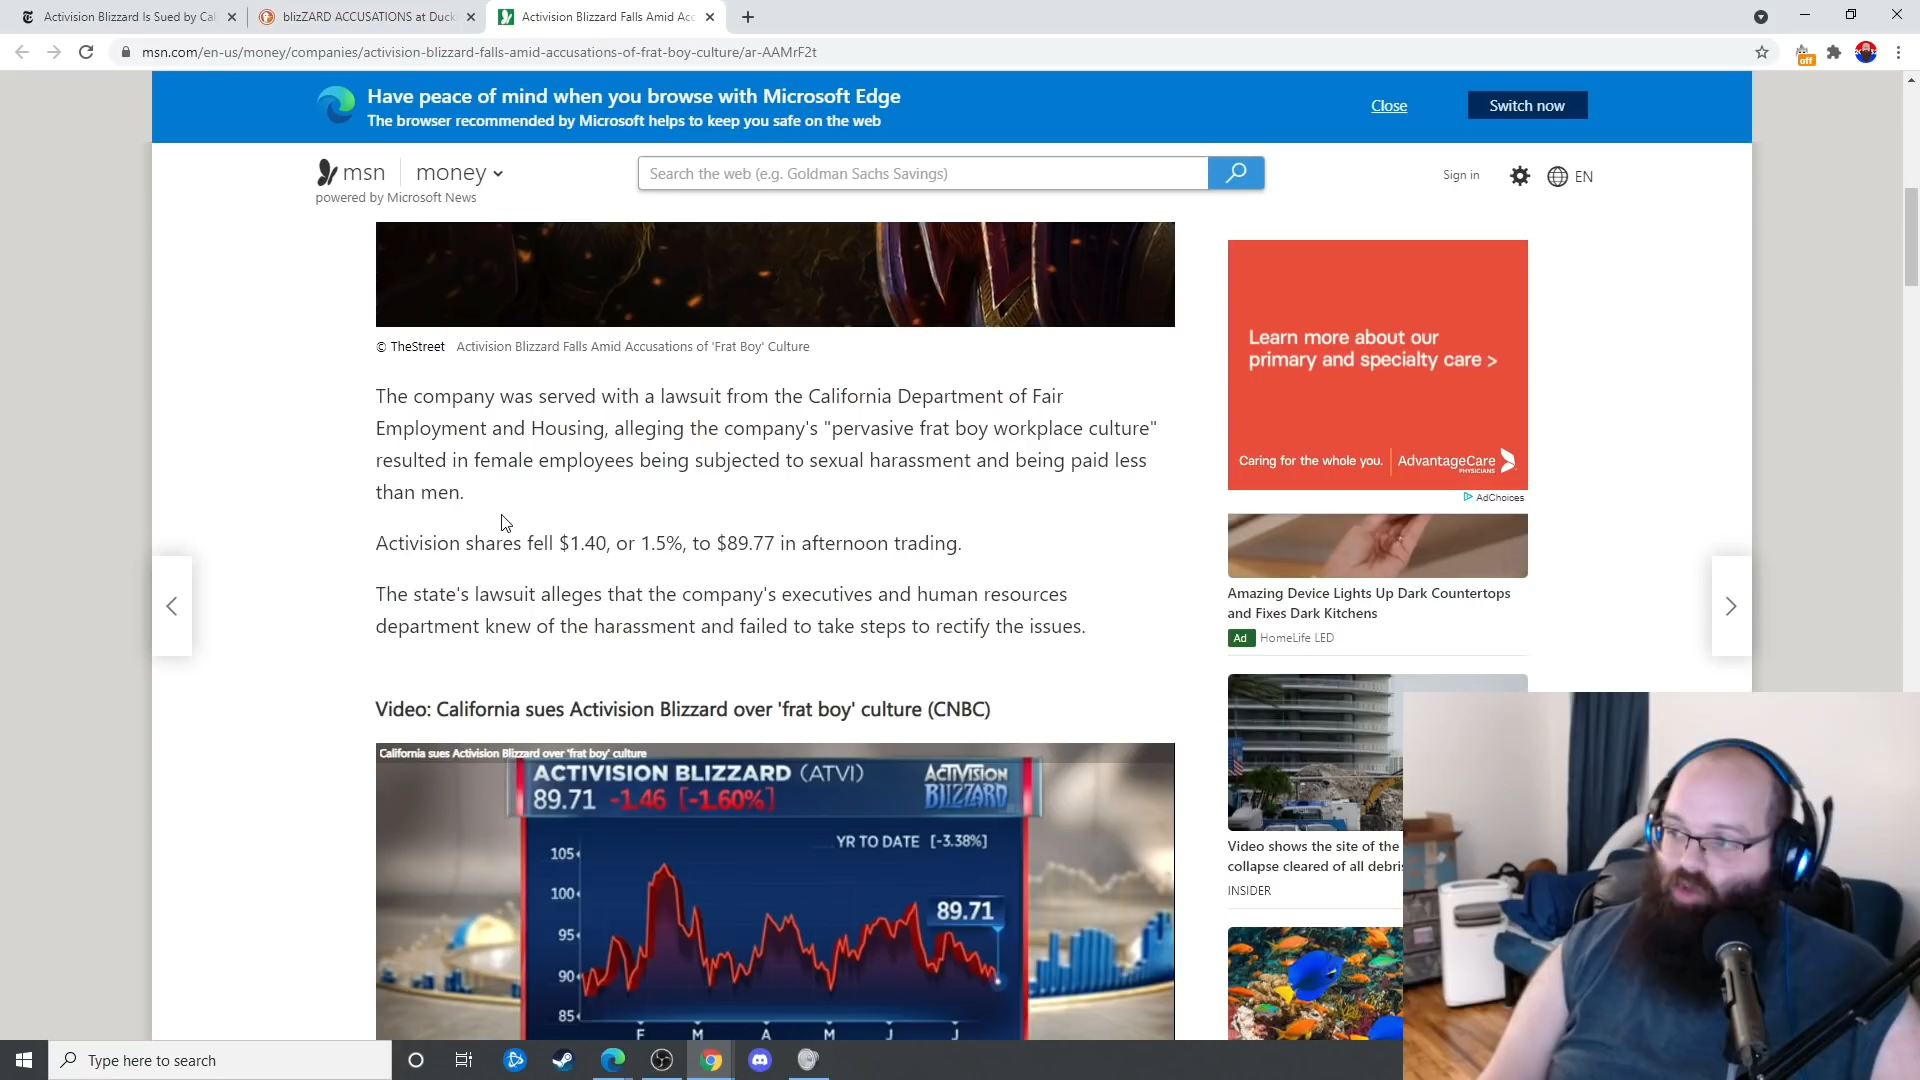 Activision Blizzard Is Sued by Cal
blizZARD ACCUSATIONS at Duck
Activision Blizzard Falls Amid Acc
msn.com/en-us/money/companies/activision-blizzard-falls-amid-accusations-of-frat-boy-culture/ar-AAMrF2t
off
Have peace of mind when you browse with Microsoft Edge
The browser recommended by Microsoft helps to keep you safe on the web
Close
Switch now
msn
money
powered by Microsoft News
Search the web (e.g. Goldman Sachs Savings)
Sign in
EN
© TheStreet Activision Blizzard Falls Amid Accusations of 'Frat Boy' Culture
The company was served with a lawsuit from the California Department of Fair
Employment and Housing, alleging the company's "pervasive frat boy workplace culture"
resulted in female employees being subjected to sexual harassment and being paid less
than men.
Activision shares fell $1.40, or 1.5%, to $89.77 in afternoon trading.
The state's lawsuit alleges that the company's executives and human resources
department knew of the harassment and failed to take steps to rectify the issues.
Video: California sues Activision Blizzard over 'frat boy' culture (CNBC)
California sues Activision Blizzard over 'frat boy' culture
ACTIVISION BLIZZARD (ATVI)
89.71 -1.46 [-1.60%]
ACTIVISION
BLIZZARD
YR TO DATE [-3.38%]
105
100
95
90
85
89.71
F M A M J J
Learn more about our
primary and specialty care >
Caring for the whole you.
AdvantageCare
PHYSICIANS
AdChoices
Amazing Device Lights Up Dark Countertops
and Fixes Dark Kitchens
Ad HomeLife LED
Video shows the site of the
collapse cleared of all debris
INSIDER
Type here to search